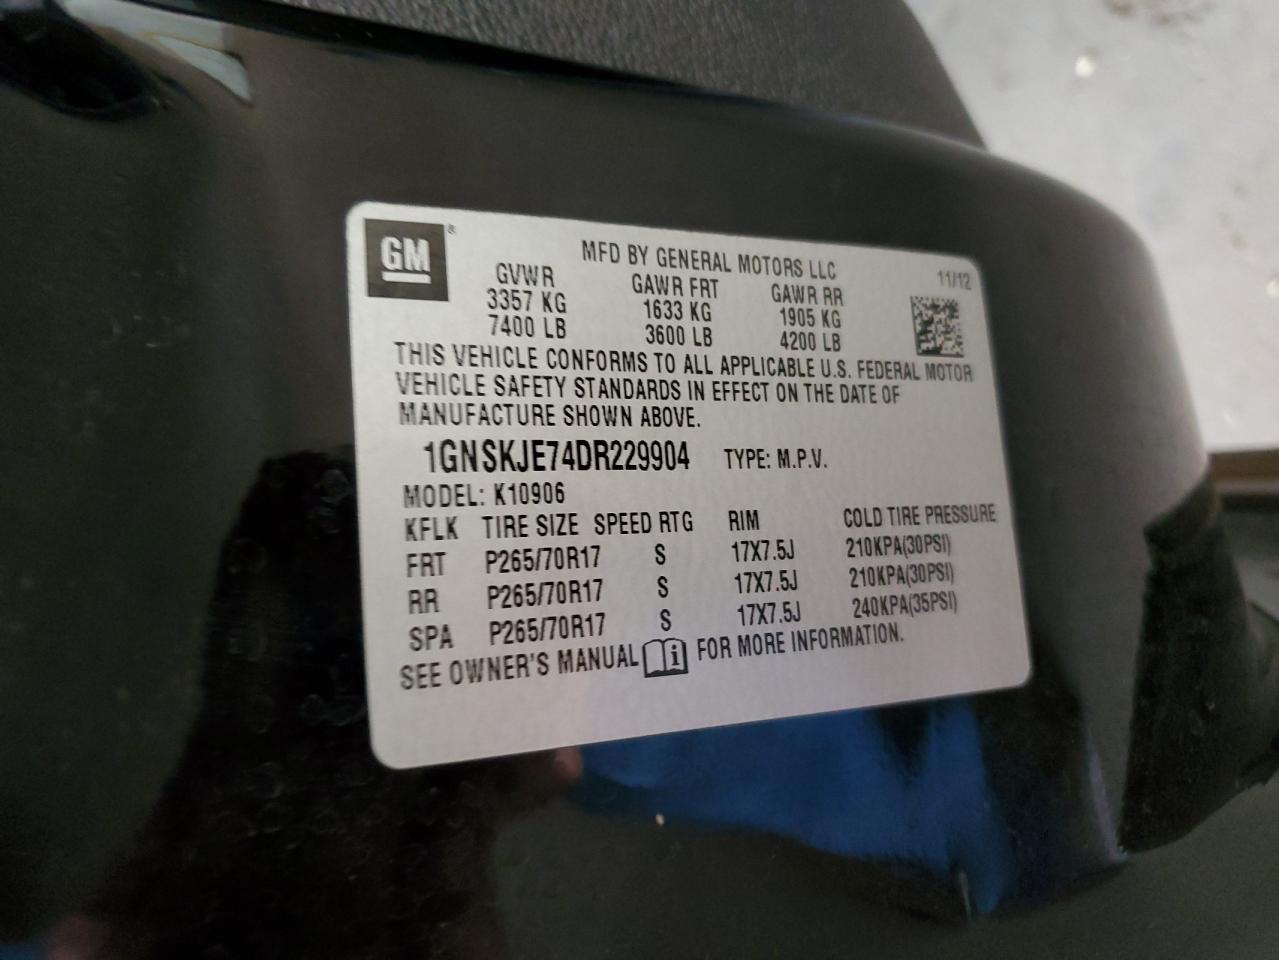 GM®
MFD BY GENERAL MOTORS LLC 11/12
GVWR GAWR FRT GAWR RR
3357 KG 1633 KG 1905 KG
7400 LB 3600 LB 4200 LB
THIS VEHICLE CONFORMS TO ALL APPLICABLE U.S. FEDERAL MOTOR
VEHICLE SAFETY STANDARDS IN EFFECT ON THE DATE OF
MANUFACTURE SHOWN ABOVE.
1GNSKJE74DR229904 TYPE: M.P.V.
MODEL: K10906
KFLK TIRE SIZE SPEED RTG RIM COLD TIRE PRESSURE
FRT P265/70R17 S 17X7.5J 210KPA(30PSI)
RR P265/70R17 S 17X7.5J 210KPA(30PSI)
SPA P265/70R17 S 17X7.5J 240KPA(35PSI)
SEE OWNER'S MANUAL i FOR MORE INFORMATION.